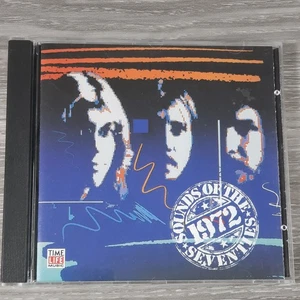 SOUNDS OF THE
1972
SEVENTIES
TIME
LIFE
MUSIC